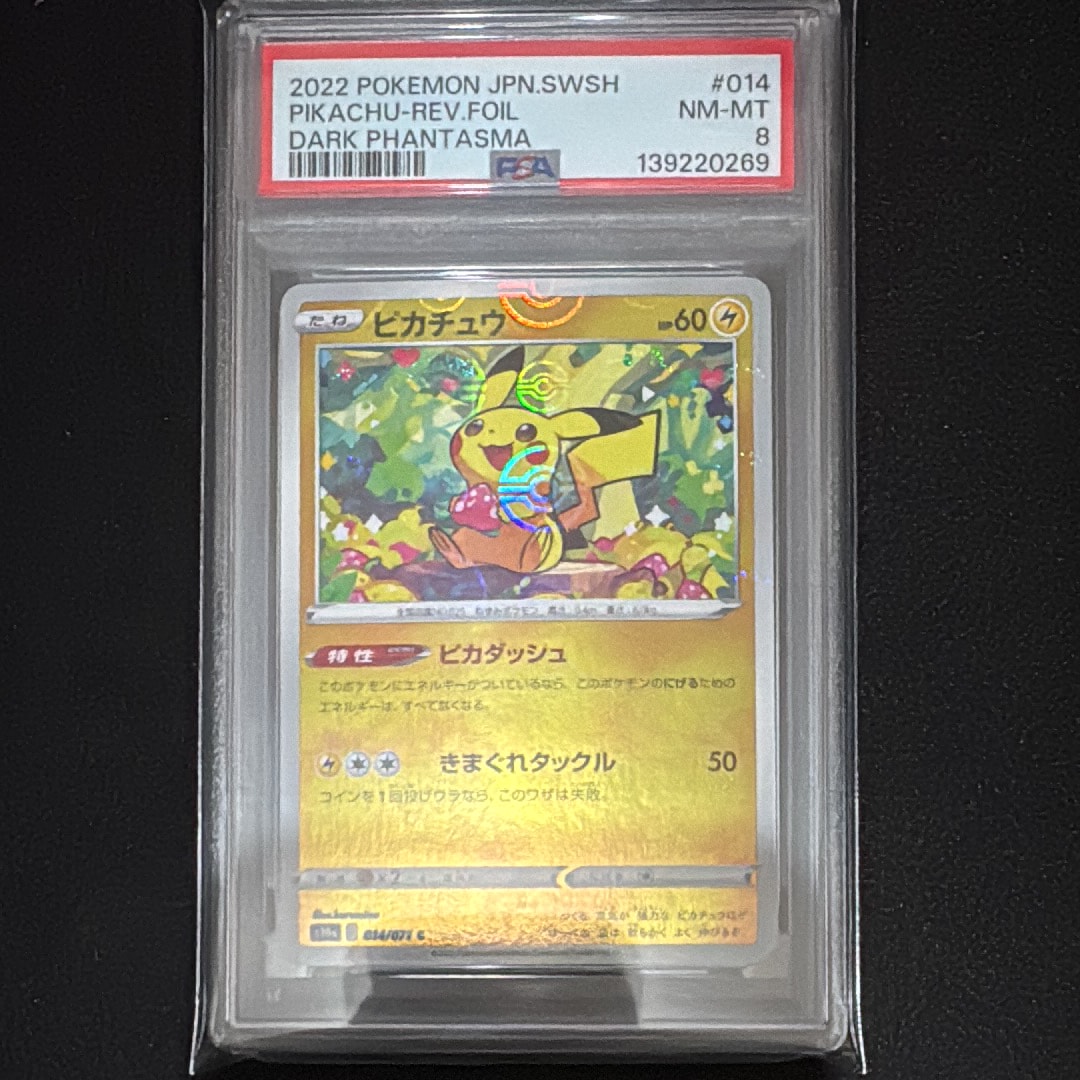 2022 POKEMON JPN.SWSH #014
PIKACHU-REV.FOIL NM-MT
DARK PHANTASMA 8
PSA 139220269
たね ピカチュウ HP60
特性 ピカダッシュ
このポケモンにエネルギーがついているなら、このポケモンのにげるための
エネルギーは、すべて無くなる。
きまぐれタックル 50
コインを1回投げウラなら、このワザは失敗。
×2
014/071 C